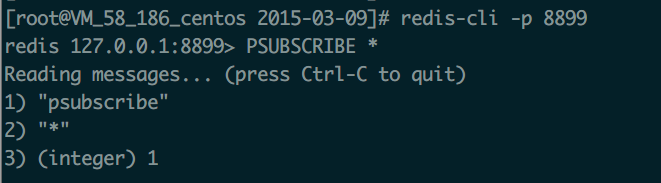 [root@VM_58_186_centos 2015-03-09]# redis-cli -p 8899
redis 127.0.0.1:8899> PSUBSCRIBE *
Reading messages... (press Ctrl-C to quit)
1) "psubscribe"
2) "*"
3) (integer) 1